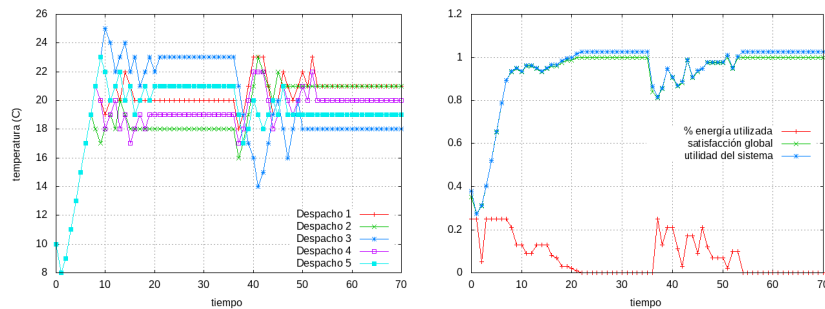 26
24
22
20
18
16
14
12
10
8
temperatura (C)
0 10 20 30 40 50 60 70
tiempo
Despacho 1
Despacho 2
Despacho 3
Despacho 4
Despacho 5
1.2
1
0.8
0.6
0.4
0.2
0
0 10 20 30 40 50 60 70
tiempo
% energía utilizada
satisfacción global
utilidad del sistema